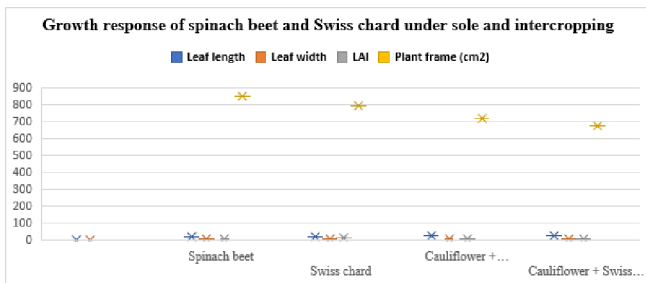 Growth response of spinach beet and Swiss chard under sole and intercropping
Leaf length Leaf width LAI Plant frame (cm2)
900
800
700
600
500
400
300
200
100
0
Spinach beet
Swiss chard
Cauliflower +...
Cauliflower + Swiss...